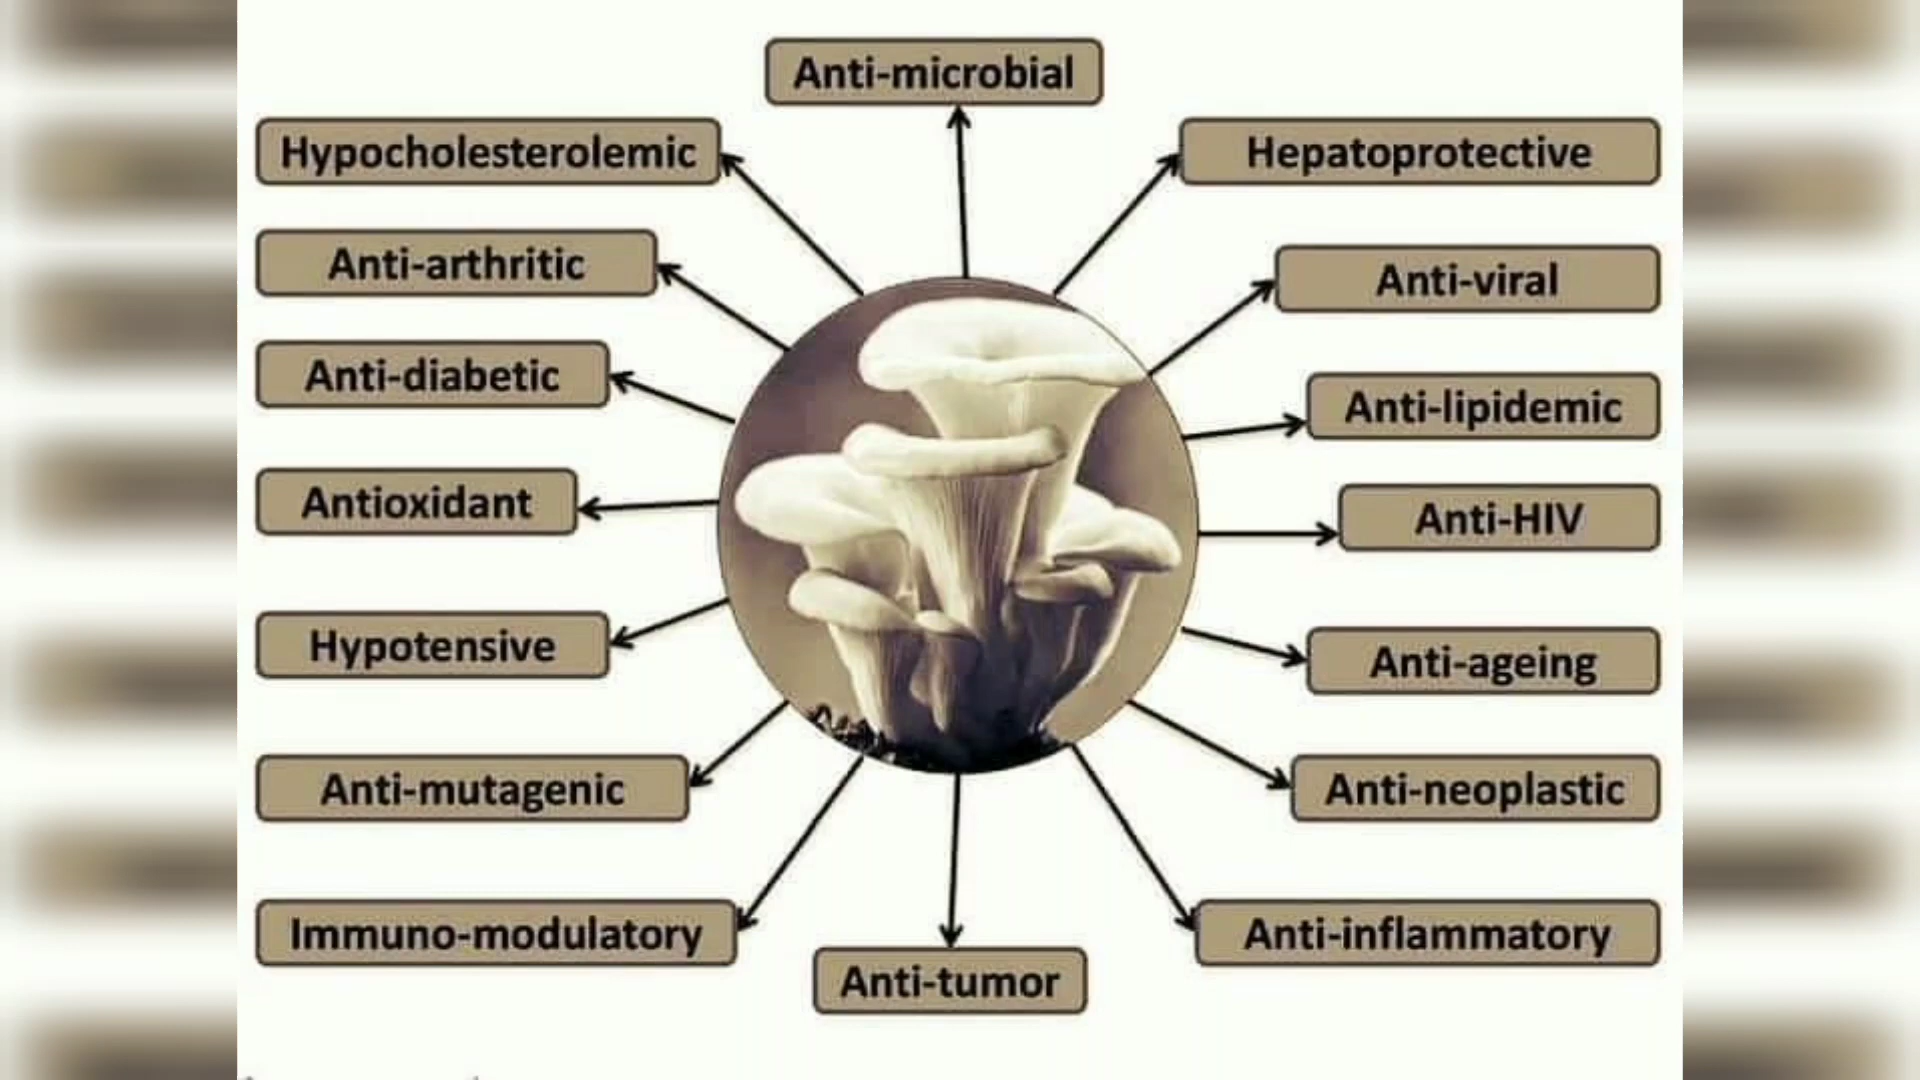 Anti-microbial
Hypocholesterolemic
Hepatoprotective
Anti-arthritic
Anti-viral
Anti-diabetic
Anti-lipidemic
Antioxidant
Anti-HIV
Hypotensive
Anti-ageing
Anti-mutagenic
Anti-neoplastic
Immuno-modulatory
Anti-inflammatory
Anti-tumor